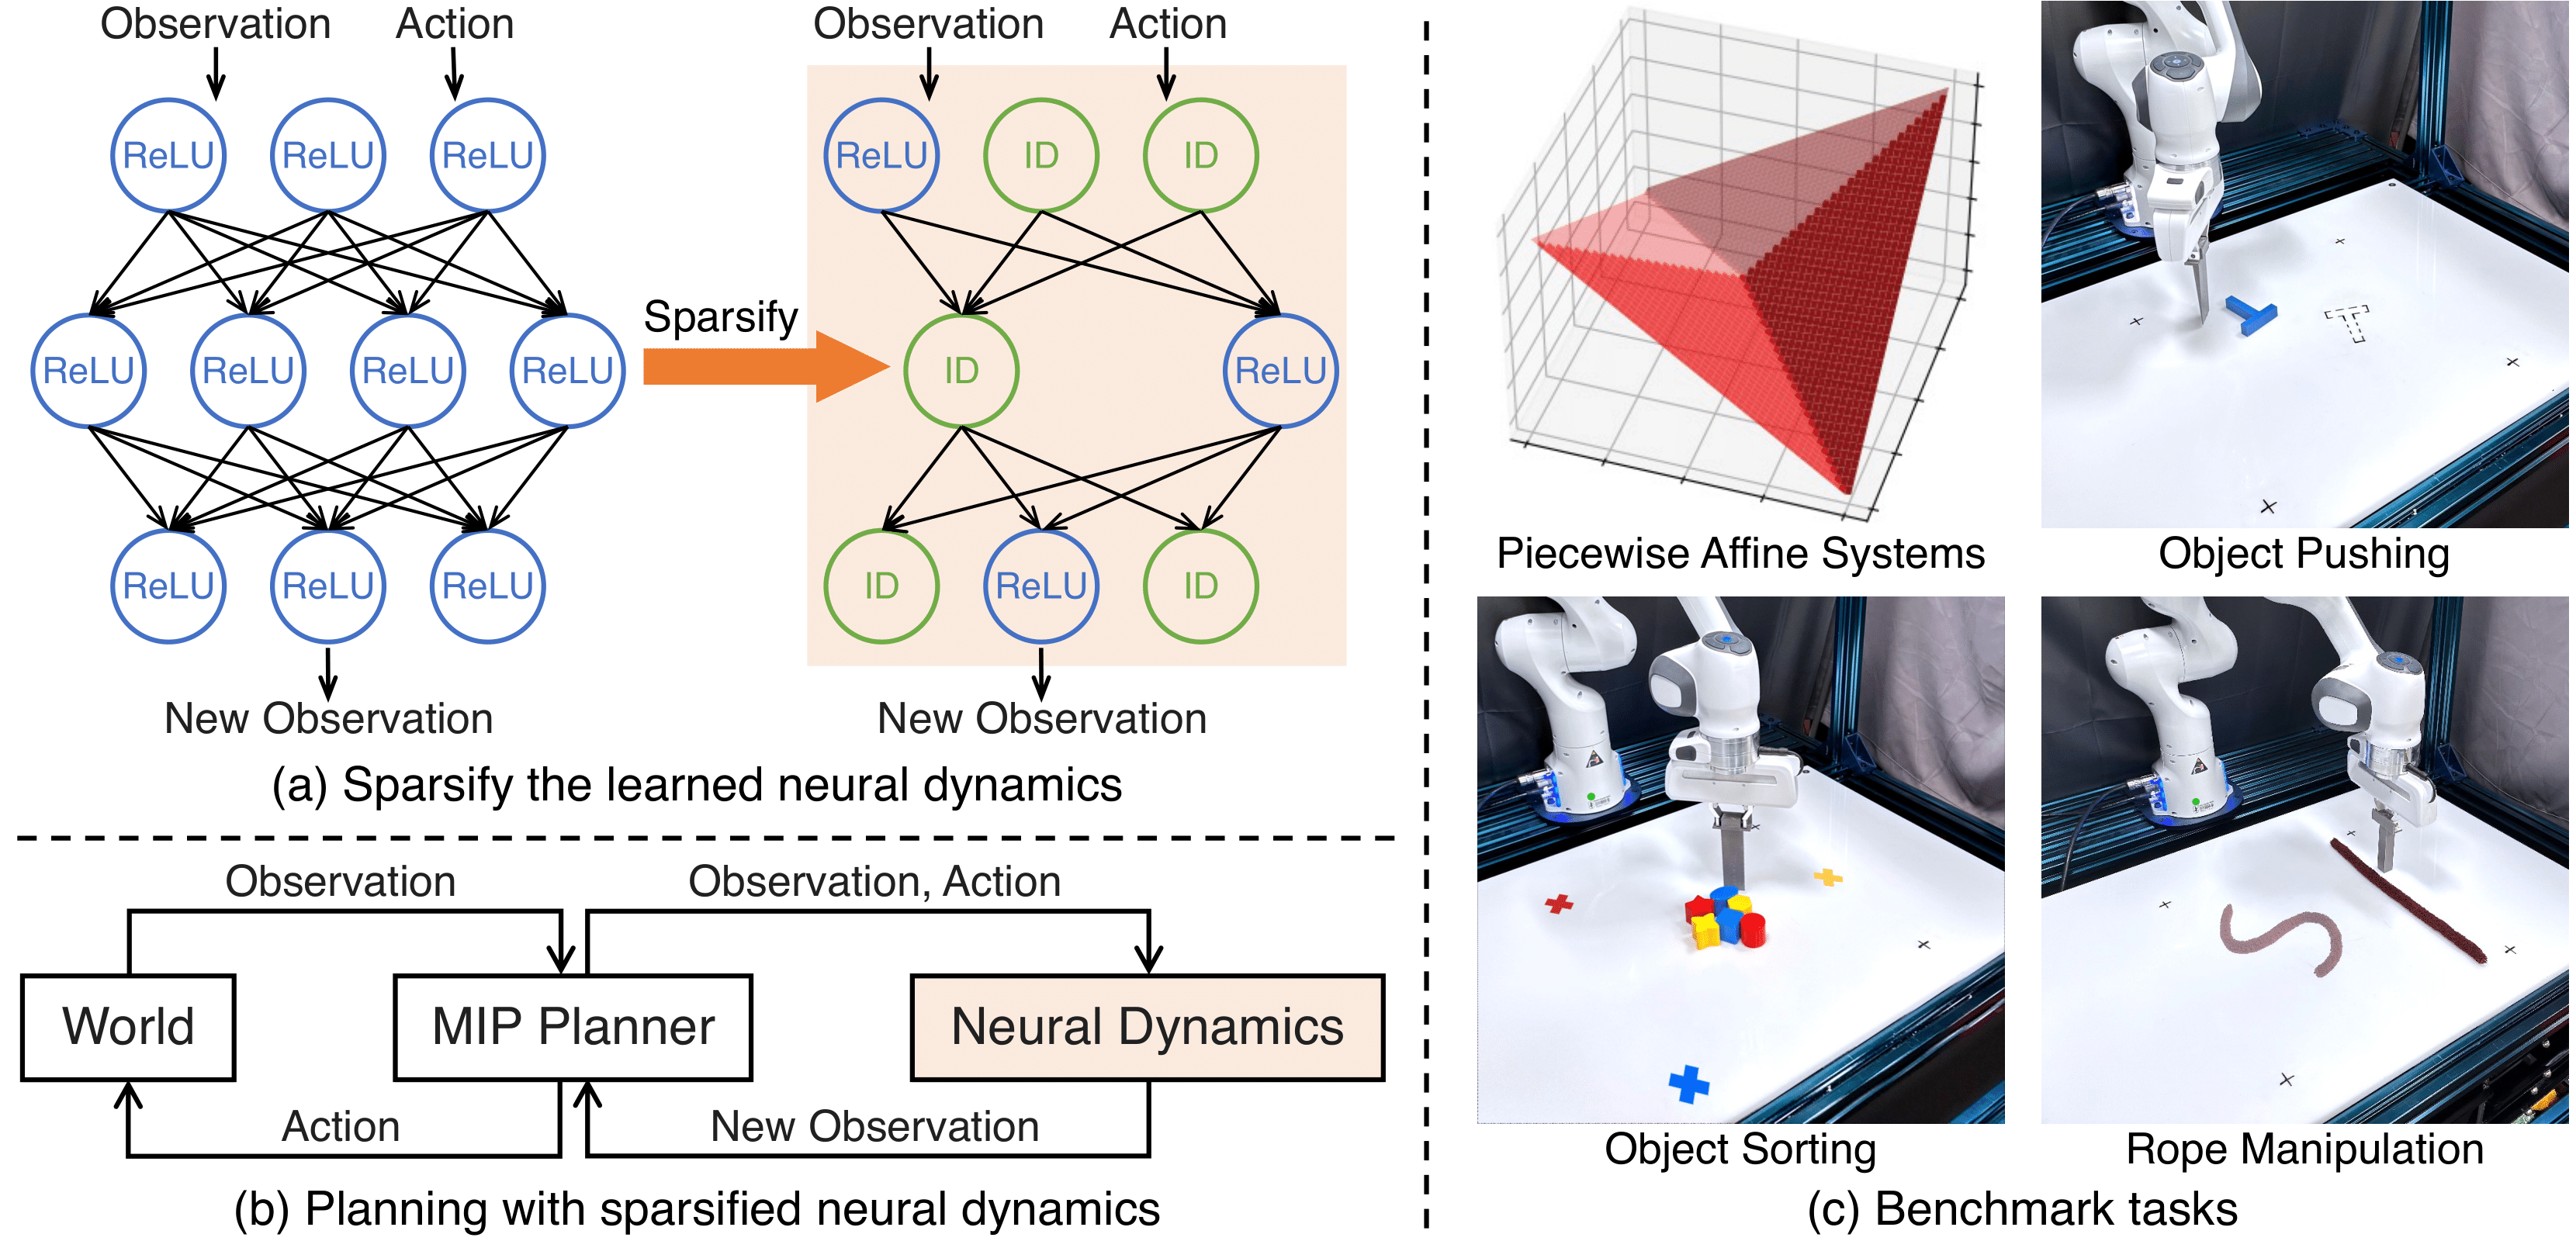 Observation Action
ReLU ReLU ReLU
ReLU ReLU ReLU ReLU
ReLU ReLU ReLU
New Observation
Sparsify
Observation Action
ReLU ID ID
ID ReLU
ID ReLU ID
New Observation
(a) Sparsify the learned neural dynamics
Observation
Observation, Action
World
MIP Planner
Neural Dynamics
Action
New Observation
(b) Planning with sparsified neural dynamics
Piecewise Affine Systems
Object Pushing
Object Sorting
Rope Manipulation
(c) Benchmark tasks